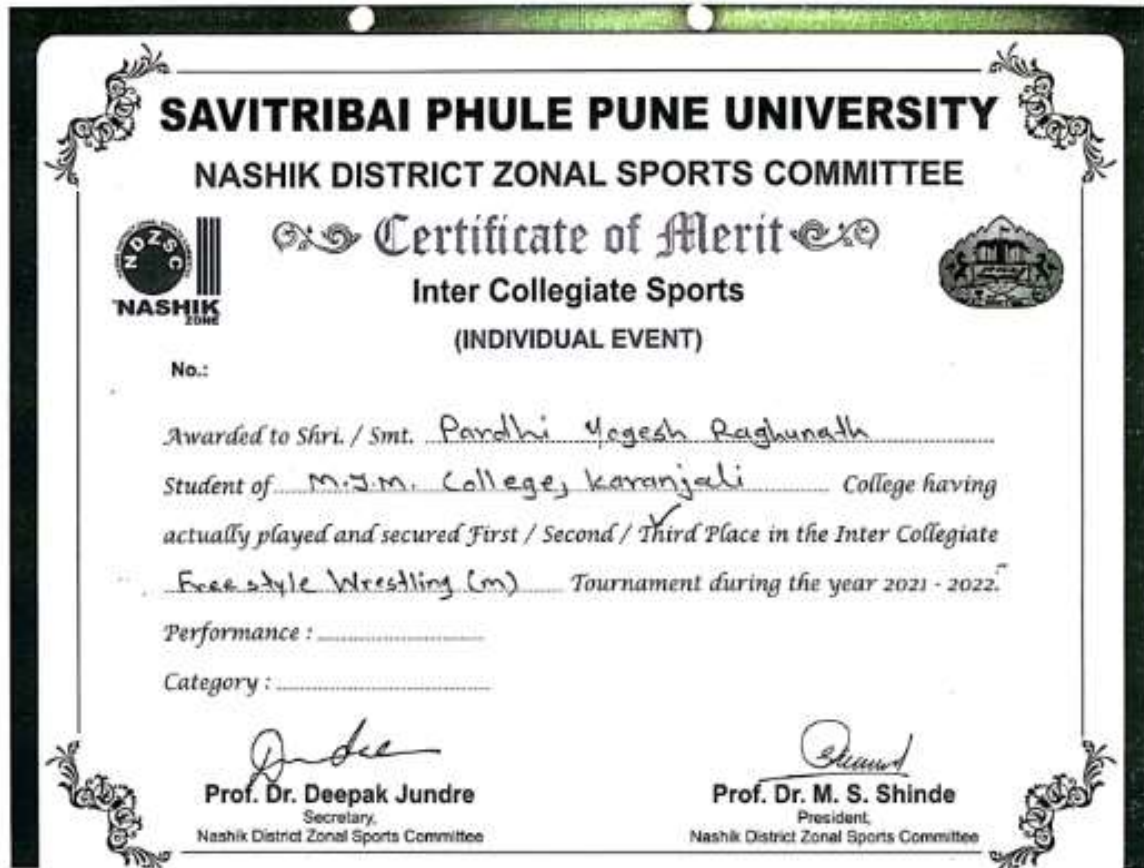 SAVITRIBAI PHULE PUNE UNIVERSITY
NASHIK DISTRICT ZONAL SPORTS COMMITTEE
Certificate of Merit
NDZSC
NASHIK
ZONE
Inter Collegiate Sports
(INDIVIDUAL EVENT)
No.:
Awarded to Shri. / Smt. Pardhi Yogesh Raghunath
Student of M.J.M. College, karanjali College having
actually played and secured First / Second / Third Place in the Inter Collegiate
Free style Wrestling (m) Tournament during the year 2021 - 2022.
Performance :
Category :
Prof. Dr. Deepak Jundre
Secretary,
Nashik District Zonal Sports Committee
Prof. Dr. M. S. Shinde
President,
Nashik District Zonal Sports Committee